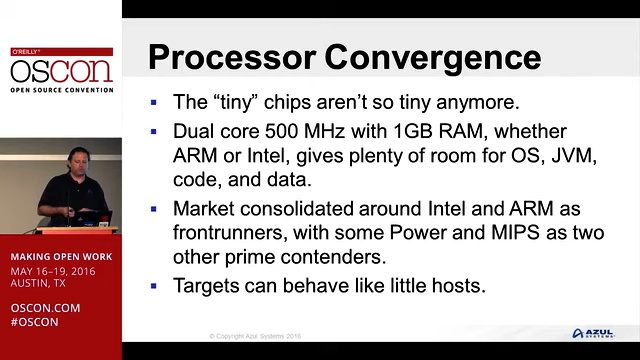 O'REILLY®
OSCON
OPEN SOURCE CONVENTION
MAKING OPEN WORK
MAY 16–19, 2016
AUSTIN, TX
OSCON.COM
#OSCON
Processor Convergence
▪ The “tiny” chips aren’t so tiny anymore.
▪ Dual core 500 MHz with 1GB RAM, whether
ARM or Intel, gives plenty of room for OS, JVM,
code, and data.
▪ Market consolidated around Intel and ARM as
frontrunners, with some Power and MIPS as two
other prime contenders.
▪ Targets can behave like little hosts.
© Copyright Azul Systems 2016
AZUL
SYSTEMS